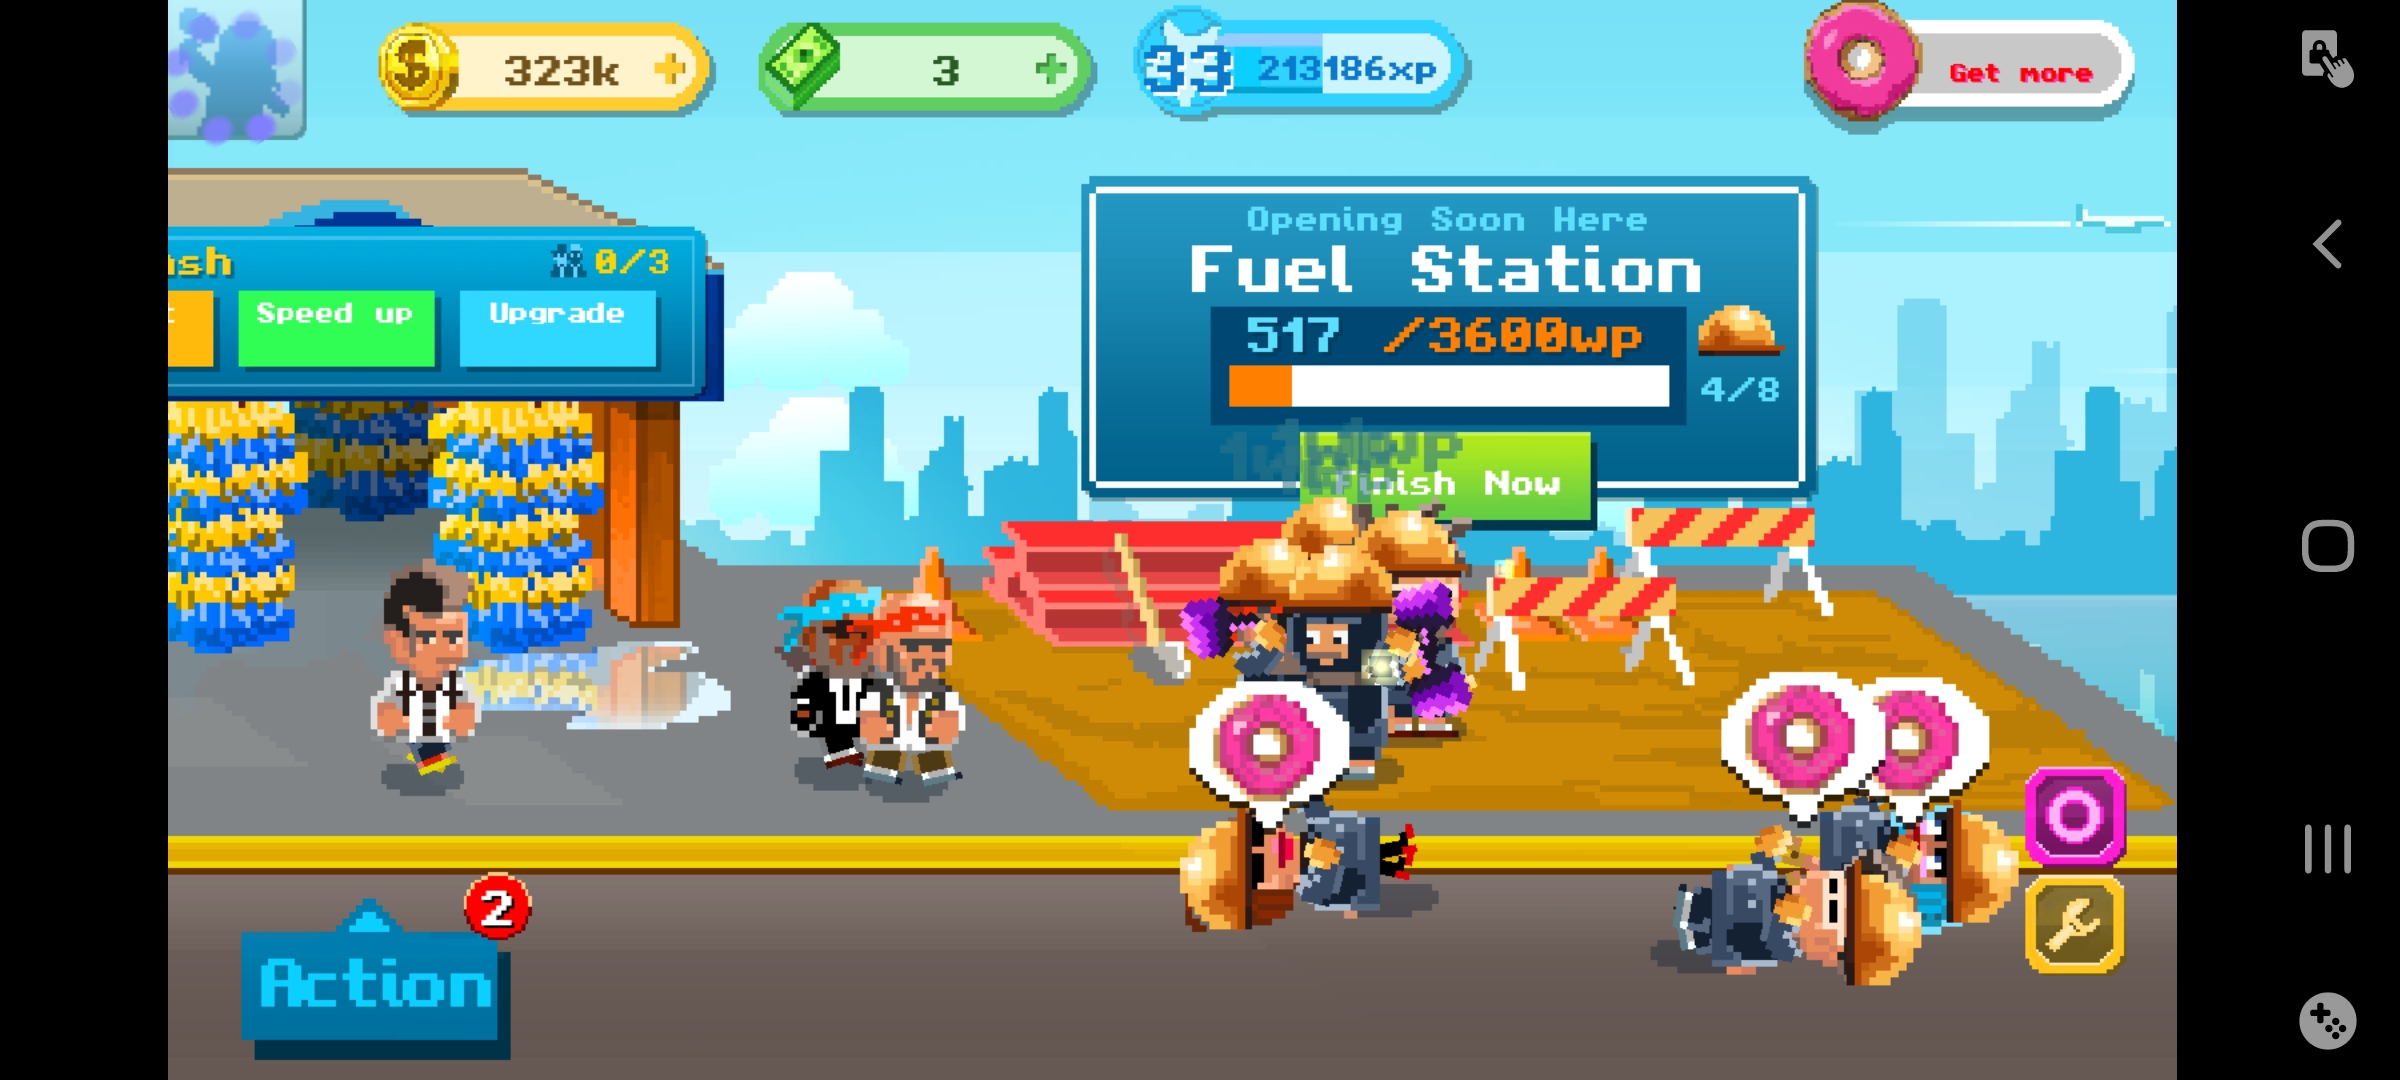 323k
3
33
213186xp
Get more
Opening Soon Here
Fuel Station
517 /3600wp
4/8
Finish Now
0/3
Speed up
Upgrade
Action
2